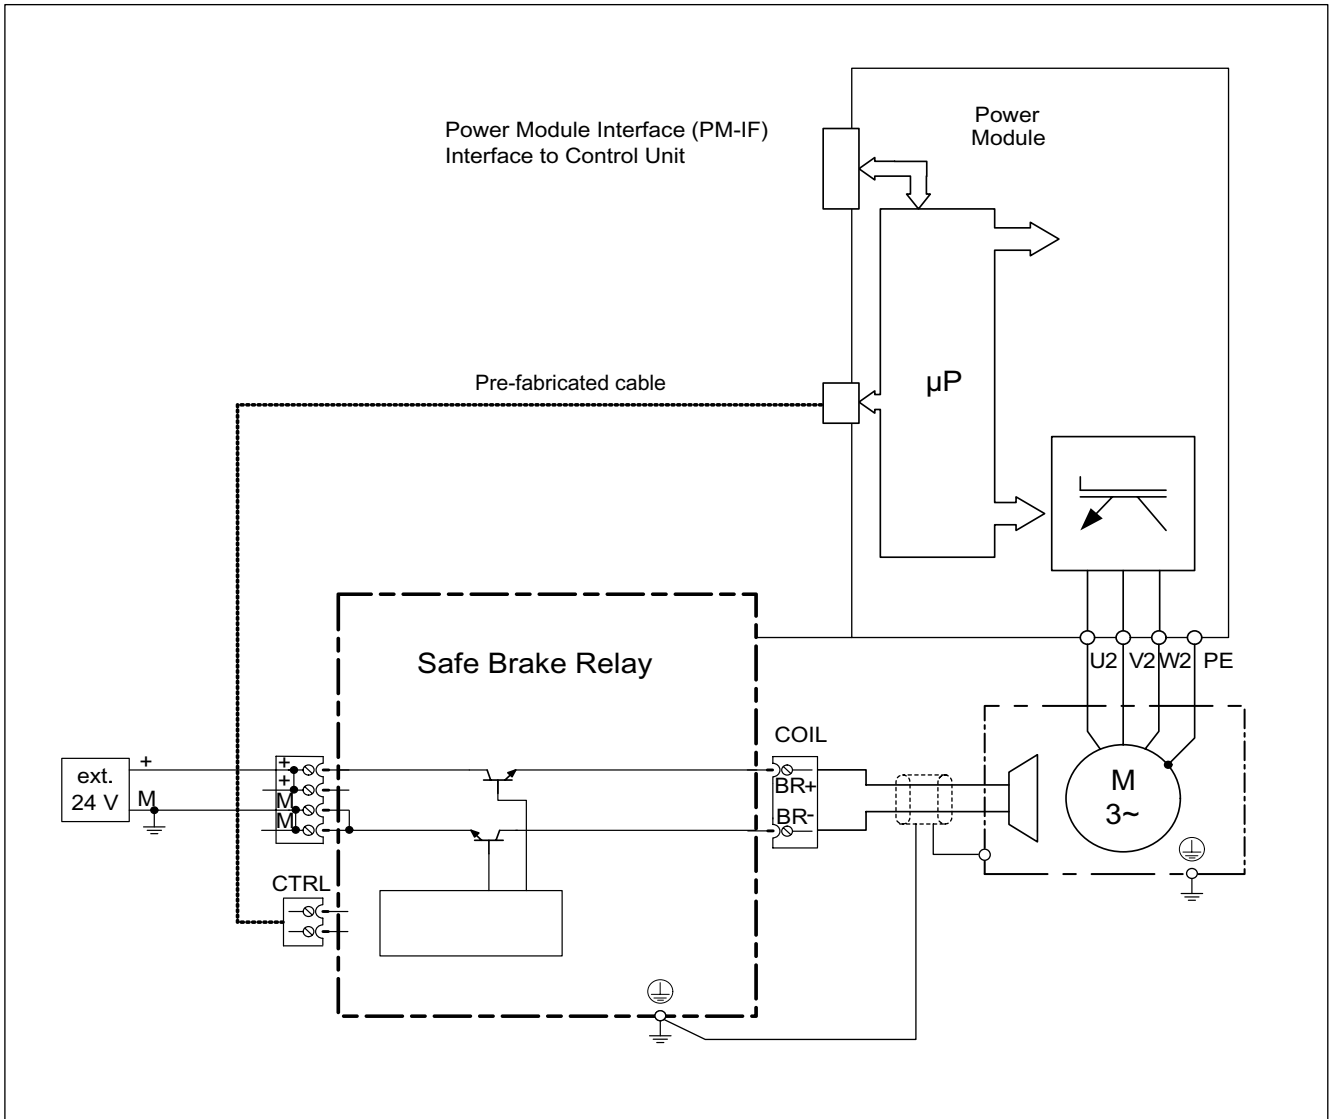 Power
Module
Power Module Interface (PM-IF)
Interface to Control Unit
Pre-fabricated cable
µP
Safe Brake Relay
U2
V2
W2
PE
COIL
ext.
24 V
+
M
+
+
M
M
BR+
BR-
M
3~
CTRL